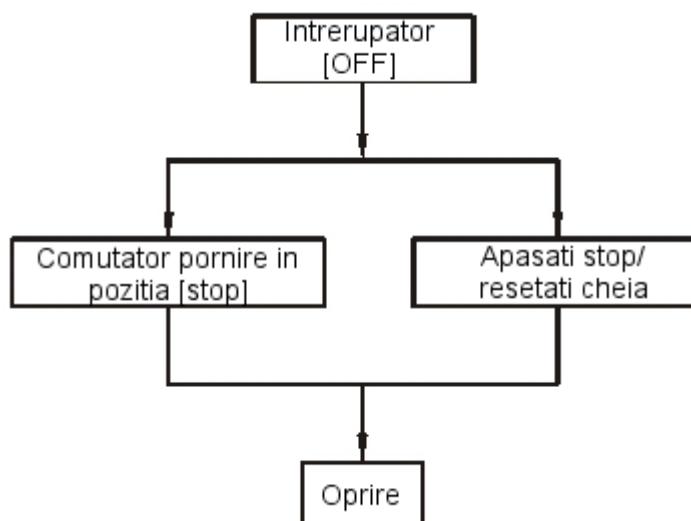 Intrerupator
[OFF]
Comutator pornire in
pozitia [stop]
Apasati stop/
resetati cheia
Oprire